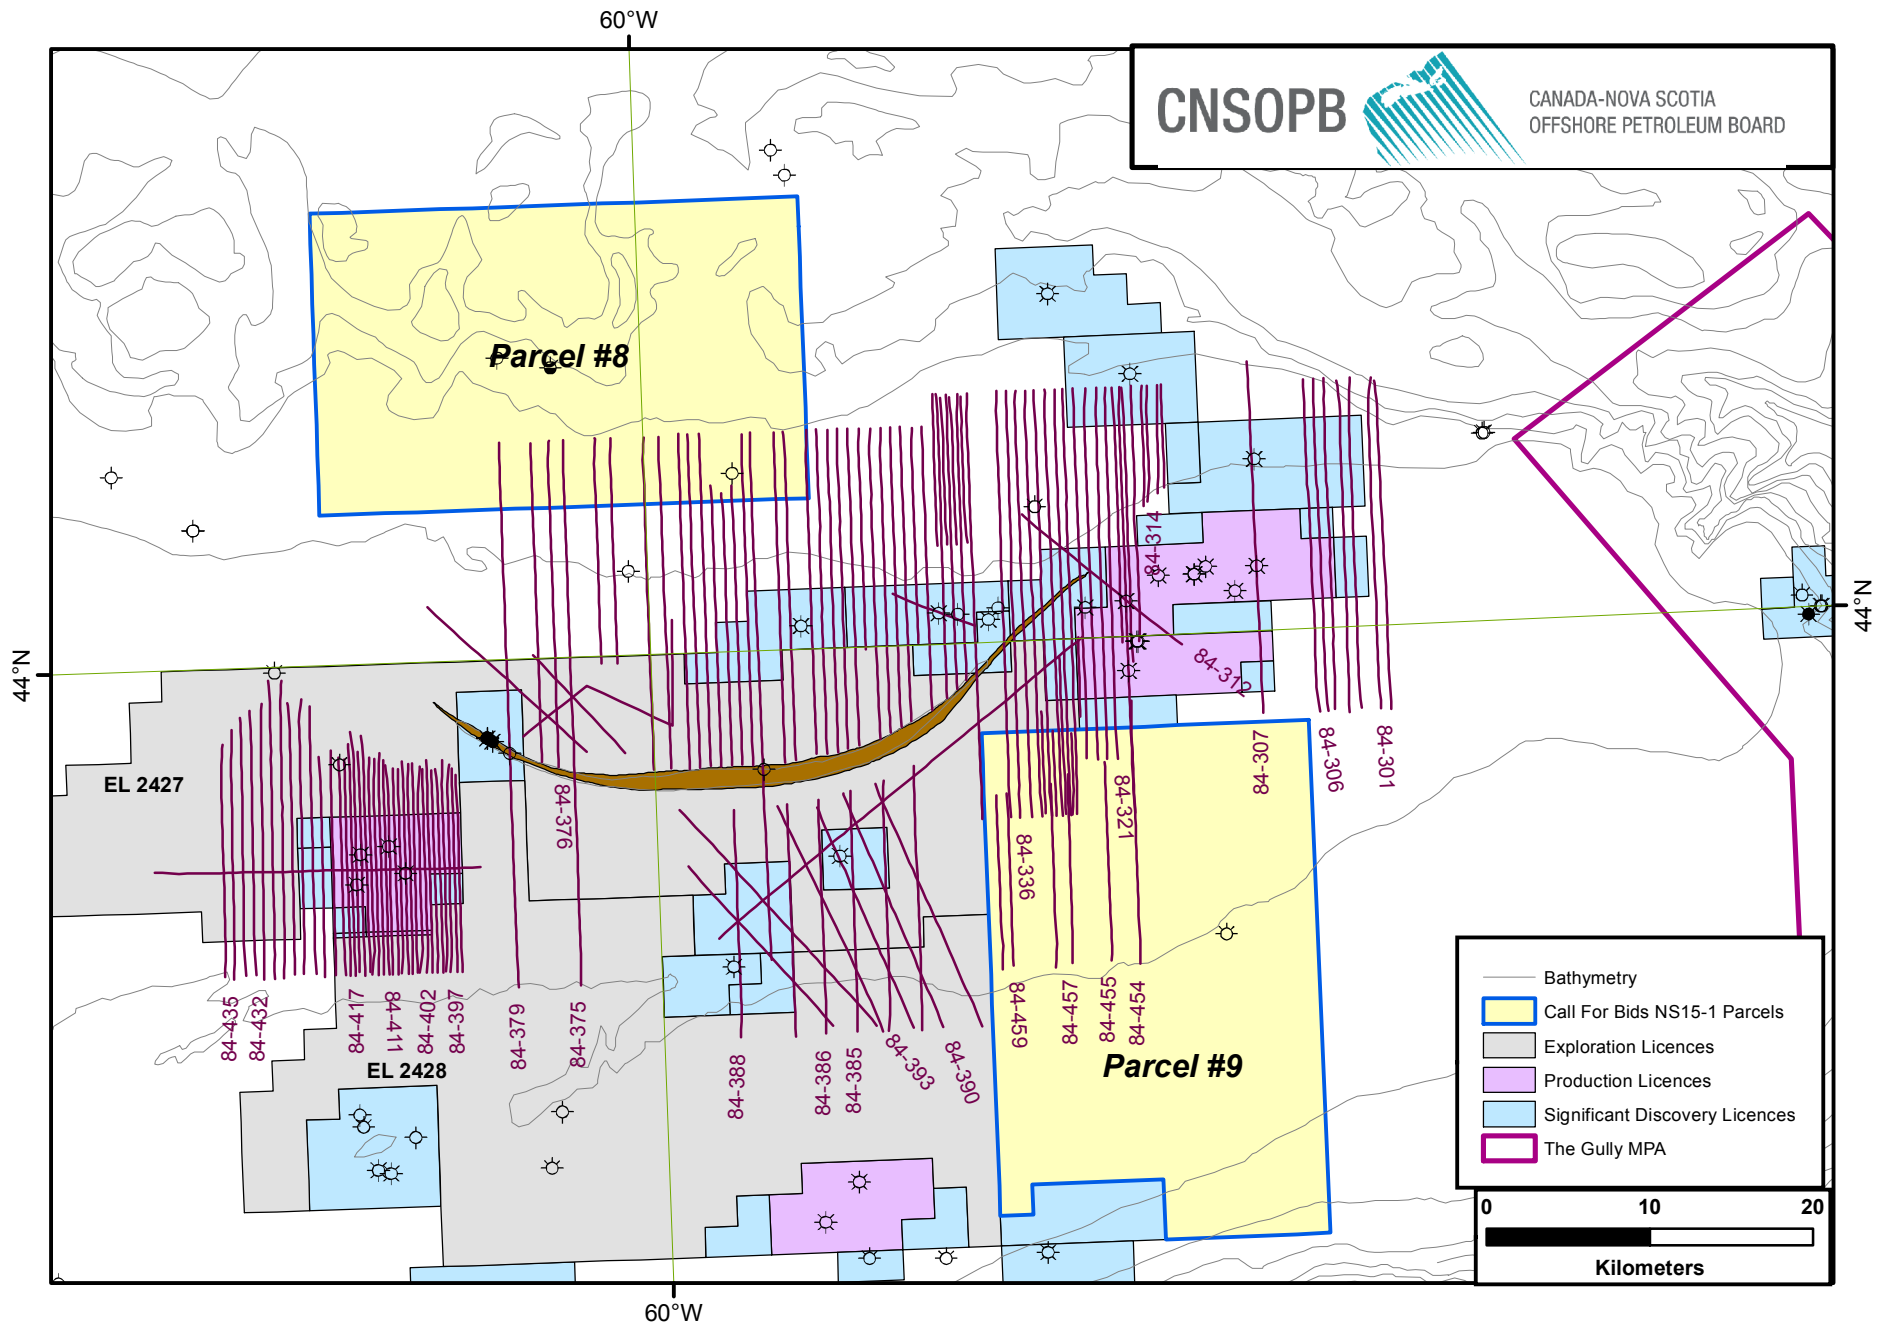 60°W
CNSOPB
CANADA-NOVA SCOTIA
OFFSHORE PETROLEUM BOARD
Parcel #8
84-314
44°N
44°N
84-312
EL 2427
84-376
84-307
84-306
84-301
84-321
84-336
84-435
84-432
84-417
84-411
84-402
84-397
84-379
84-375
84-388
84-386
84-385
84-393
84-390
84-459
84-457
84-455
84-454
EL 2428
Parcel #9
Bathymetry
Call For Bids NS15-1 Parcels
Exploration Licences
Production Licences
Significant Discovery Licences
The Gully MPA
0 10 20
Kilometers
60°W